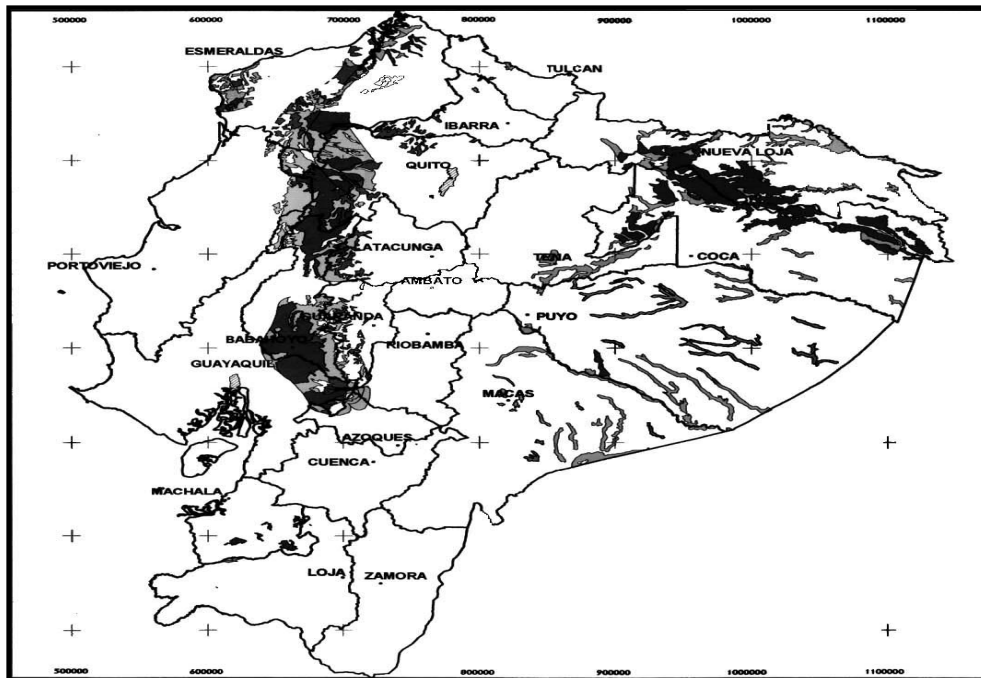 500000 600000 700000 800000 900000 1000000 1100000
ESMERALDAS
TULCAN
IBARRA
NUEVA LOJA
QUITO
LATACUNGA
TENA
COCA
PORTOVIEJO
AMBATO
GUARANDA
PUYO
BABAHOYO
RIOBAMBA
GUAYAQUIL
MACAS
AZOQUES
CUENCA
MACHALA
LOJA
ZAMORA
500000 600000 700000 800000 900000 1000000 1100000